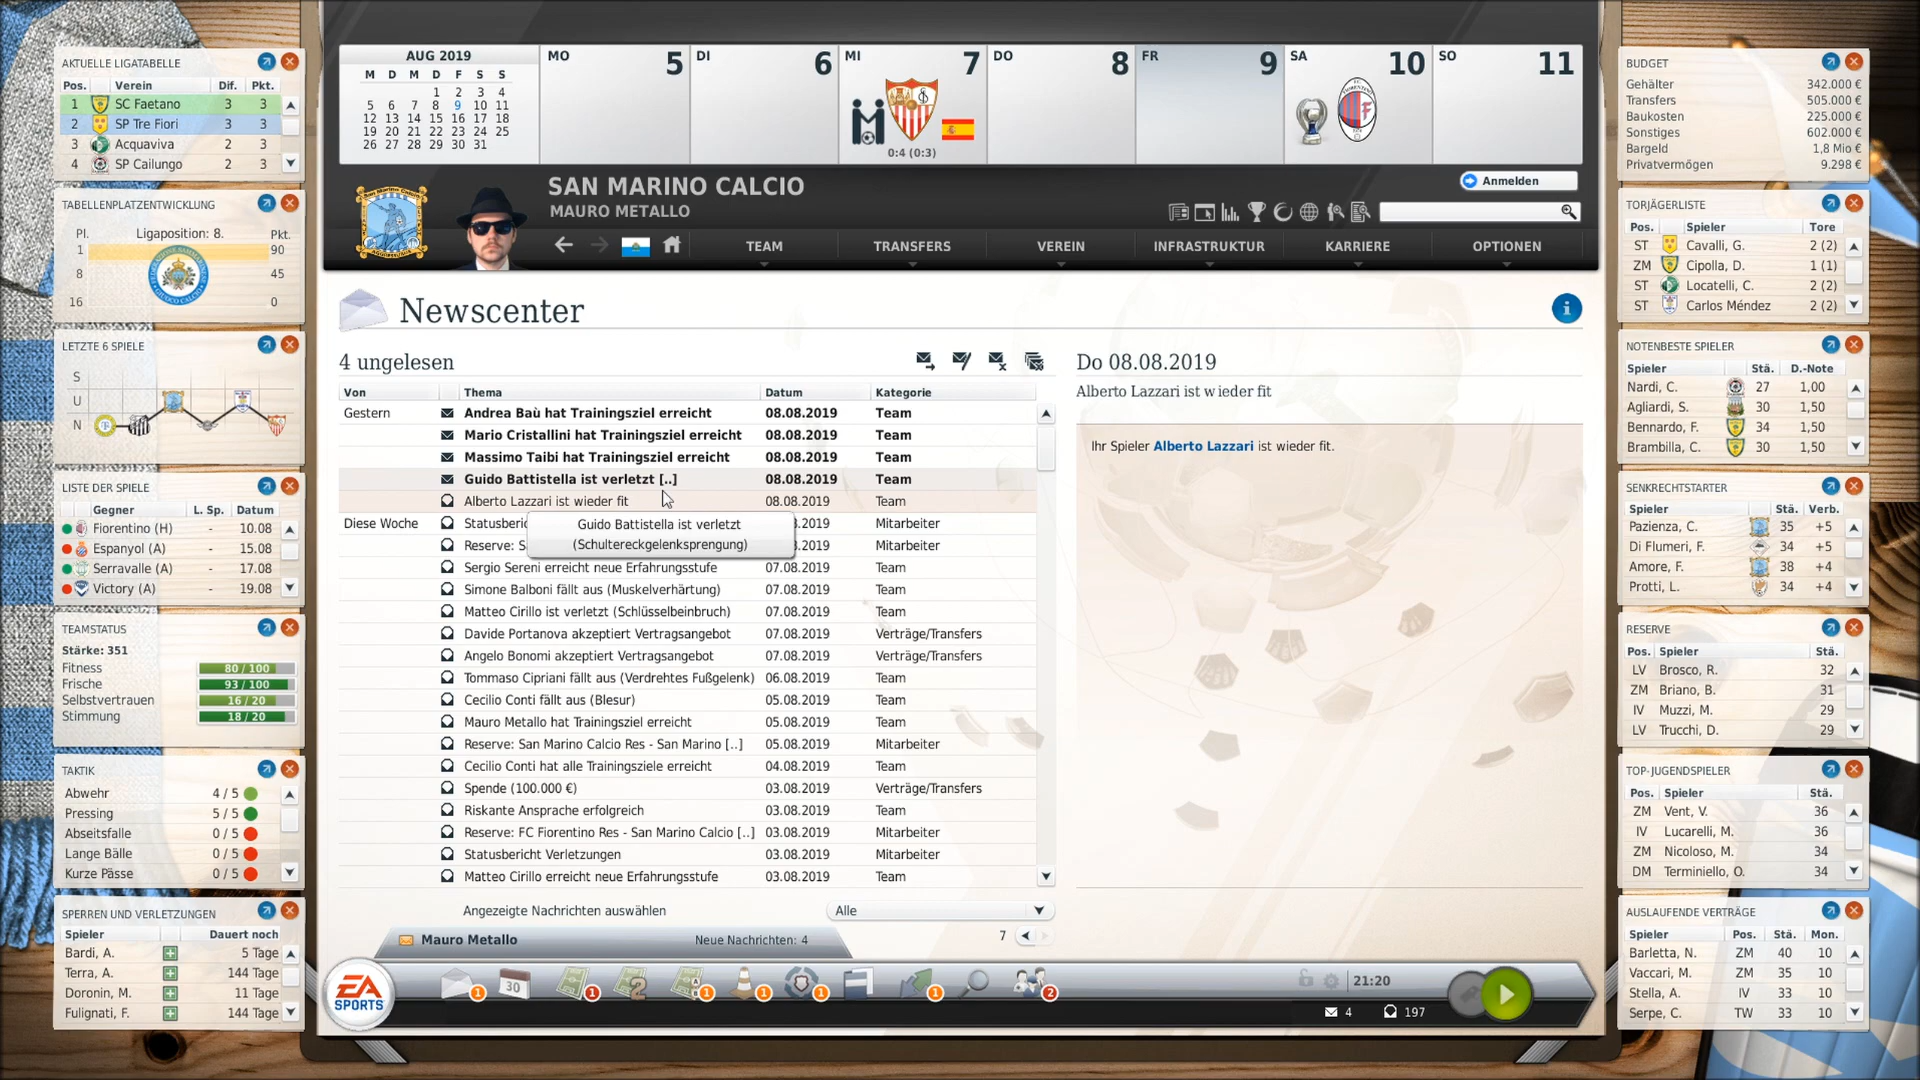 AKTUELLE LIGATABELLE
Pos. Verein Dif. Pkt.
1 SC Faetano 3 3
2 SP Tre Fiori 3 3
3 Acquaviva 2 3
4 SP Cailungo 2 3
TABELLENPLATZENTWICKLUNG
Pl. Ligaposition: 8. Pkt.
1 90
8 45
16 0
LETZTE 6 SPIELE
S
U
N
LISTE DER SPIELE
Gegner L. Sp. Datum
Fiorentino (H) - 10.08
Espanyol (A) - 15.08
Serravalle (A) - 17.08
Victory (A) - 19.08
TEAMSTATUS
Stärke: 351
Fitness 80 / 100
Frische 93 / 100
Selbstvertrauen 16 / 20
Stimmung 18 / 20
TAKTIK
Abwehr 4 / 5
Pressing 5 / 5
Abseitsfalle 0 / 5
Lange Bälle 0 / 5
Kurze Pässe 0 / 5
SPERREN UND VERLETZUNGEN
Spieler Dauert noch
Bardi, A. 5 Tage
Terra, A. 144 Tage
Doronin, M. 11 Tage
Fulignati, F. 144 Tage
AUG 2019
M D M D F S S
1 2 3 4
5 6 7 8 9 10 11
12 13 14 15 16 17 18
19 20 21 22 23 24 25
26 27 28 29 30 31
MO 5 DI 6 MI 7 DO 8 FR 9 SA 10 SO 11
0:4 (0:3)
SAN MARINO CALCIO
MAURO METALLO
Anmelden
TEAM TRANSFERS VEREIN INFRASTRUKTUR KARRIERE OPTIONEN
Newscenter
4 ungelesen
Von Thema Datum Kategorie
Gestern Andrea Baù hat Trainingsziel erreicht 08.08.2019 Team
Mario Cristallini hat Trainingsziel erreicht 08.08.2019 Team
Massimo Taibi hat Trainingsziel erreicht 08.08.2019 Team
Guido Battistella ist verletzt [..] 08.08.2019 Team
Alberto Lazzari ist wieder fit 08.08.2019 Team
Diese Woche Statusberic 8.2019 Mitarbeiter
Guido Battistella ist verletzt
(Schultereckgelenksprengung)
Reserve: S 8.2019 Mitarbeiter
Sergio Sereni erreicht neue Erfahrungsstufe 07.08.2019 Team
Simone Balboni fällt aus (Muskelverhärtung) 07.08.2019 Team
Matteo Cirillo ist verletzt (Schlüsselbeinbruch) 07.08.2019 Team
Davide Portanova akzeptiert Vertragsangebot 07.08.2019 Verträge/Transfers
Angelo Bonomi akzeptiert Vertragsangebot 07.08.2019 Verträge/Transfers
Tommaso Cipriani fällt aus (Verdrehtes Fußgelenk) 06.08.2019 Team
Cecilio Conti fällt aus (Blesur) 05.08.2019 Team
Mauro Metallo hat Trainingsziel erreicht 05.08.2019 Team
Reserve: San Marino Calcio Res - San Marino [..] 05.08.2019 Mitarbeiter
Cecilio Conti hat alle Trainingsziele erreicht 04.08.2019 Team
Spende (100.000 €) 03.08.2019 Verträge/Transfers
Riskante Ansprache erfolgreich 03.08.2019 Team
Reserve: FC Fiorentino Res - San Marino Calcio [..] 03.08.2019 Mitarbeiter
Statusbericht Verletzungen 03.08.2019 Mitarbeiter
Matteo Cirillo erreicht neue Erfahrungsstufe 03.08.2019 Team
Angezeigte Nachrichten auswählen Alle
Mauro Metallo Neue Nachrichten: 4 7
Do 08.08.2019
Alberto Lazzari ist wieder fit
Ihr Spieler Alberto Lazzari ist wieder fit.
EA SPORTS
1 30 1 2 1 1 1 1 2
21:20
4 197
BUDGET
Gehälter 342.000 €
Transfers 505.000 €
Baukosten 225.000 €
Sonstiges 602.000 €
Bargeld 1,8 Mio €
Privatvermögen 9.298 €
TORJÄGERLISTE
Pos. Spieler Tore
ST Cavalli, G. 2 (2)
ZM Cipolla, D. 1 (1)
ST Locatelli, C. 2 (2)
ST Carlos Méndez 2 (2)
NOTENBESTE SPIELER
Spieler Stä. D.-Note
Nardi, C. 27 1,00
Agliardi, S. 30 1,50
Bennardo, F. 34 1,50
Brambilla, C. 30 1,50
SENKRECHTSTARTER
Spieler Stä. Verb.
Pazienza, C. 35 +5
Di Flumeri, F. 34 +5
Amore, F. 38 +4
Protti, L. 34 +4
RESERVE
Pos. Spieler Stä.
LV Brosco, R. 32
ZM Briano, B. 31
IV Muzzi, M. 29
LV Trucchi, D. 29
TOP-JUGENDSPIELER
Pos. Spieler Stä.
ZM Vent, V. 36
IV Lucarelli, M. 36
ZM Nicoloso, M. 34
DM Terminiello, O. 34
AUSLAUFENDE VERTRÄGE
Spieler Pos. Stä. Mon.
Barletta, N. ZM 40 10
Vaccari, M. ZM 35 10
Stella, A. IV 33 10
Serpe, C. TW 33 10